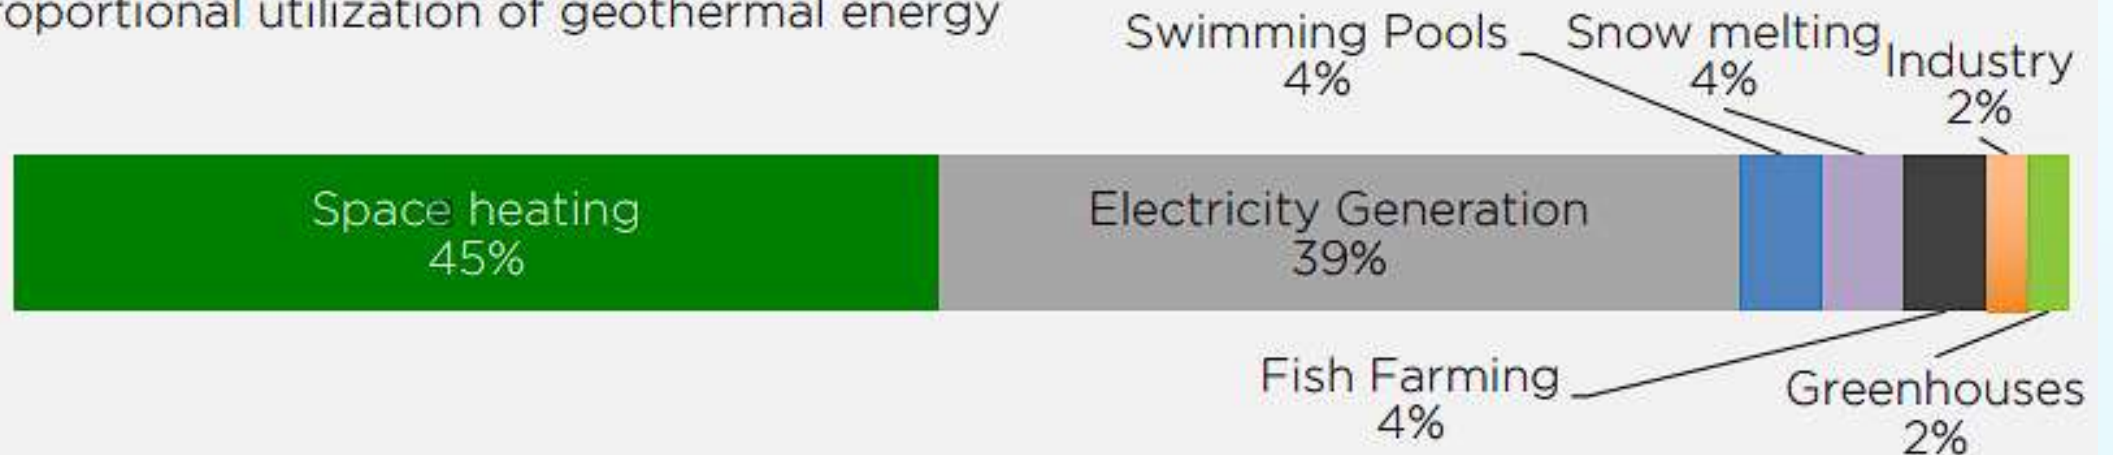 oportional utilization of geothermal energy
Swimming Pools
4%
Snow melting
4%
Industry
2%
Space heating
45%
Electricity Generation
39%
Fish Farming
4%
Greenhouses
2%